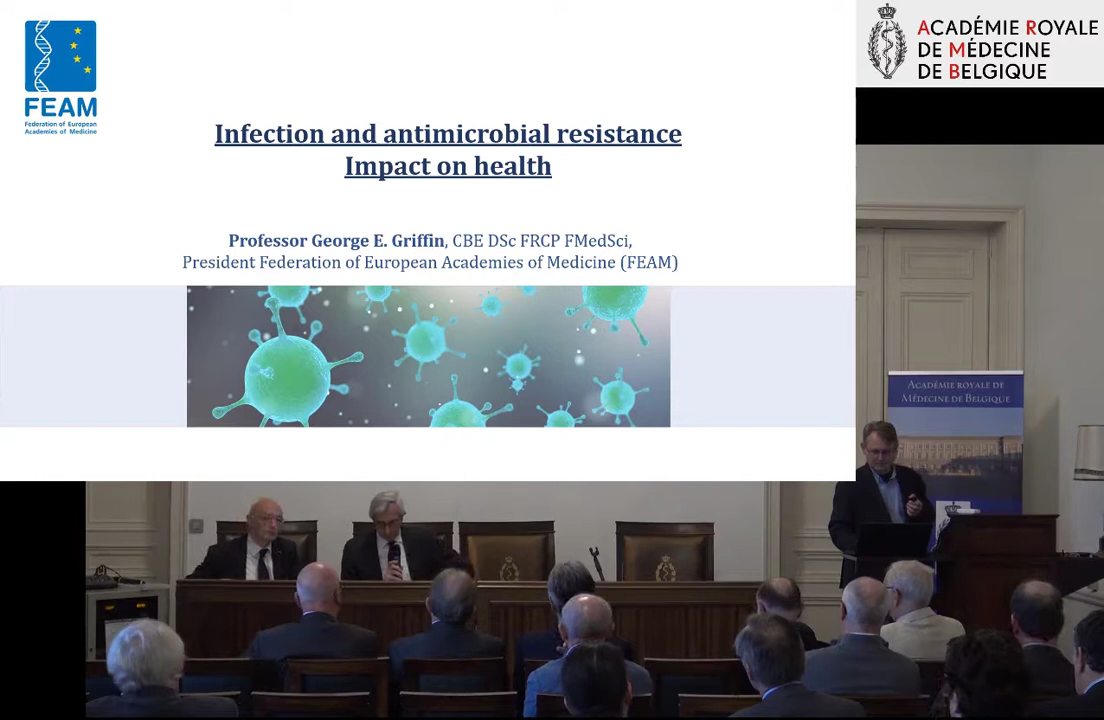 FEAM
Federation of European
Academies of Medicine
Infection and antimicrobial resistance
Impact on health
Professor George E. Griffin, CBE DSc FRCP FMedSci,
President Federation of European Academies of Medicine (FEAM)
ACADÉMIE ROYALE
DE MÉDECINE
DE BELGIQUE
ACADÉMIE ROYALE DE
MÉDECINE DE BELGIQUE